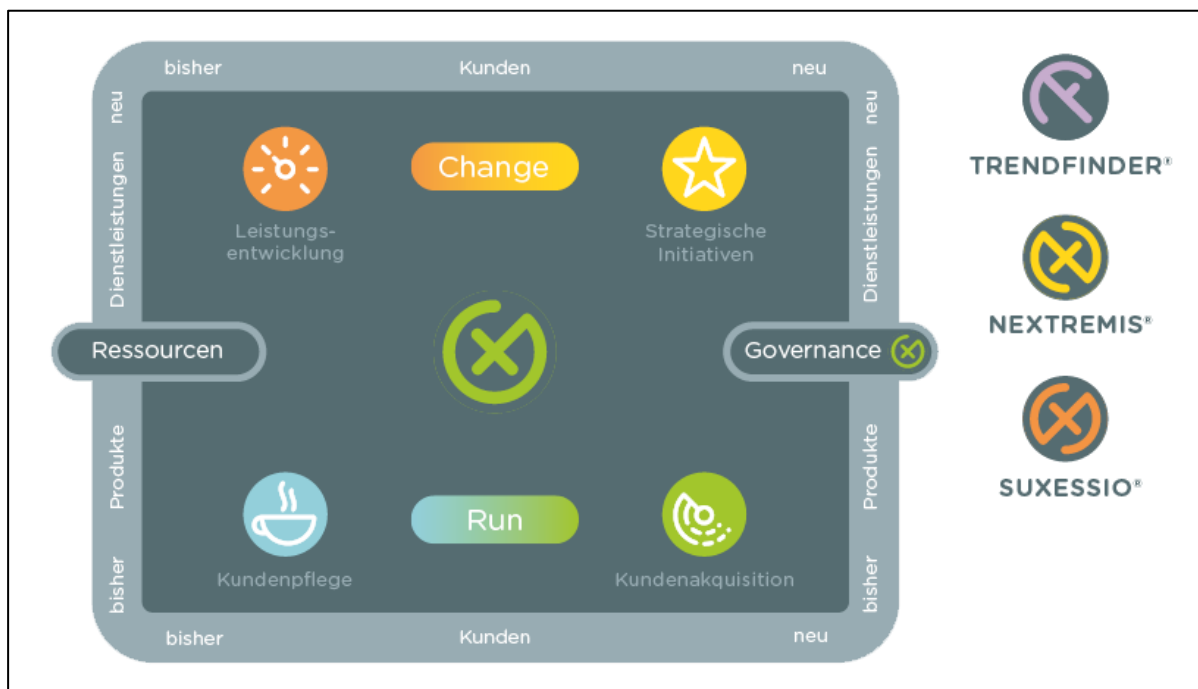 bisher Kunden neu
neu
neu
Change
Leistungs-
entwicklung
Strategische
Initiativen
Dienstleistungen
Dienstleistungen
Ressourcen
Governance
Produkte
Produkte
Run
Kundenpflege
Kundenakquisition
bisher
bisher
bisher Kunden neu
TRENDFINDER®
NEXTREMIS®
SUXESSIO®